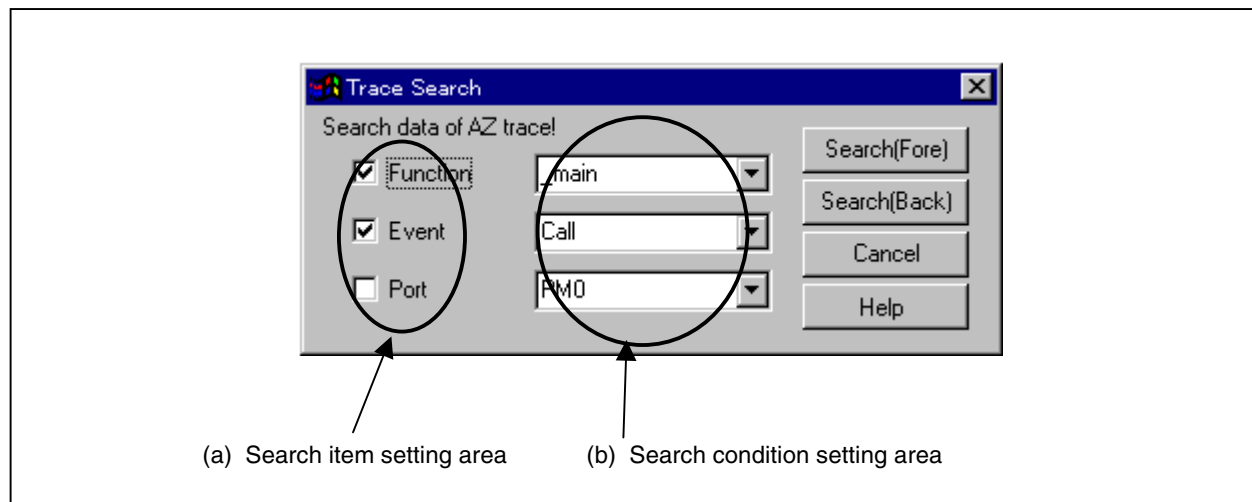 Trace Search
Search data of AZ trace!
Function _main Search(Fore)
Search(Back)
Event Call
Cancel
Port PM0
Help
(a) Search item setting area (b) Search condition setting area